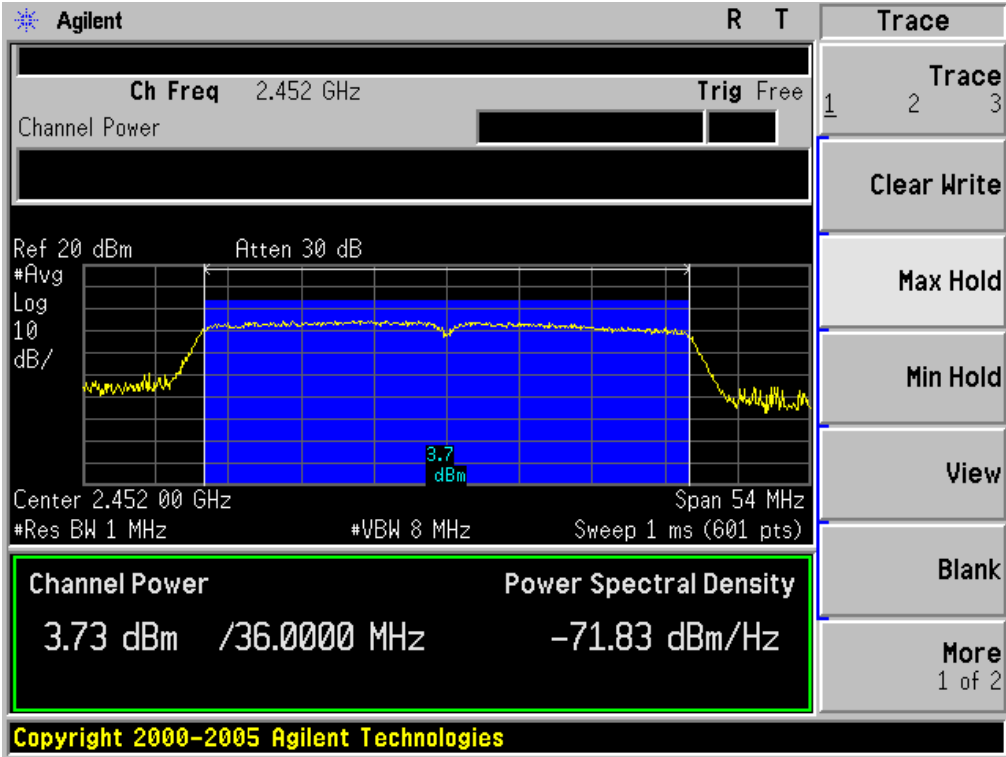 Agilent R T
Ch Freq 2.452 GHz Trig Free
Channel Power
Ref 20 dBm Atten 30 dB
#Avg
Log
10
dB/
3.7
dBm
Center 2.452 00 GHz Span 54 MHz
#Res BW 1 MHz #VBW 8 MHz Sweep 1 ms (601 pts)
Channel Power Power Spectral Density
3.73 dBm /36.0000 MHz -71.83 dBm/Hz
Copyright 2000-2005 Agilent Technologies
Trace
Trace
1 2 3
Clear Write
Max Hold
Min Hold
View
Blank
More
1 of 2